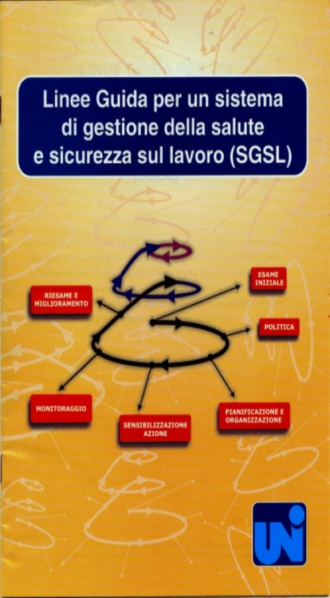 Linee Guida per un sistema
di gestione della salute
e sicurezza sul lavoro (SGSL)
ESAME
INIZIALE
RIESAME E
MIGLIORAMENTO
POLITICA
MONITORAGGIO
SENSIBILIZZAZIONE
AZIONE
PIANIFICAZIONE E
ORGANIZZAZIONE
UNI